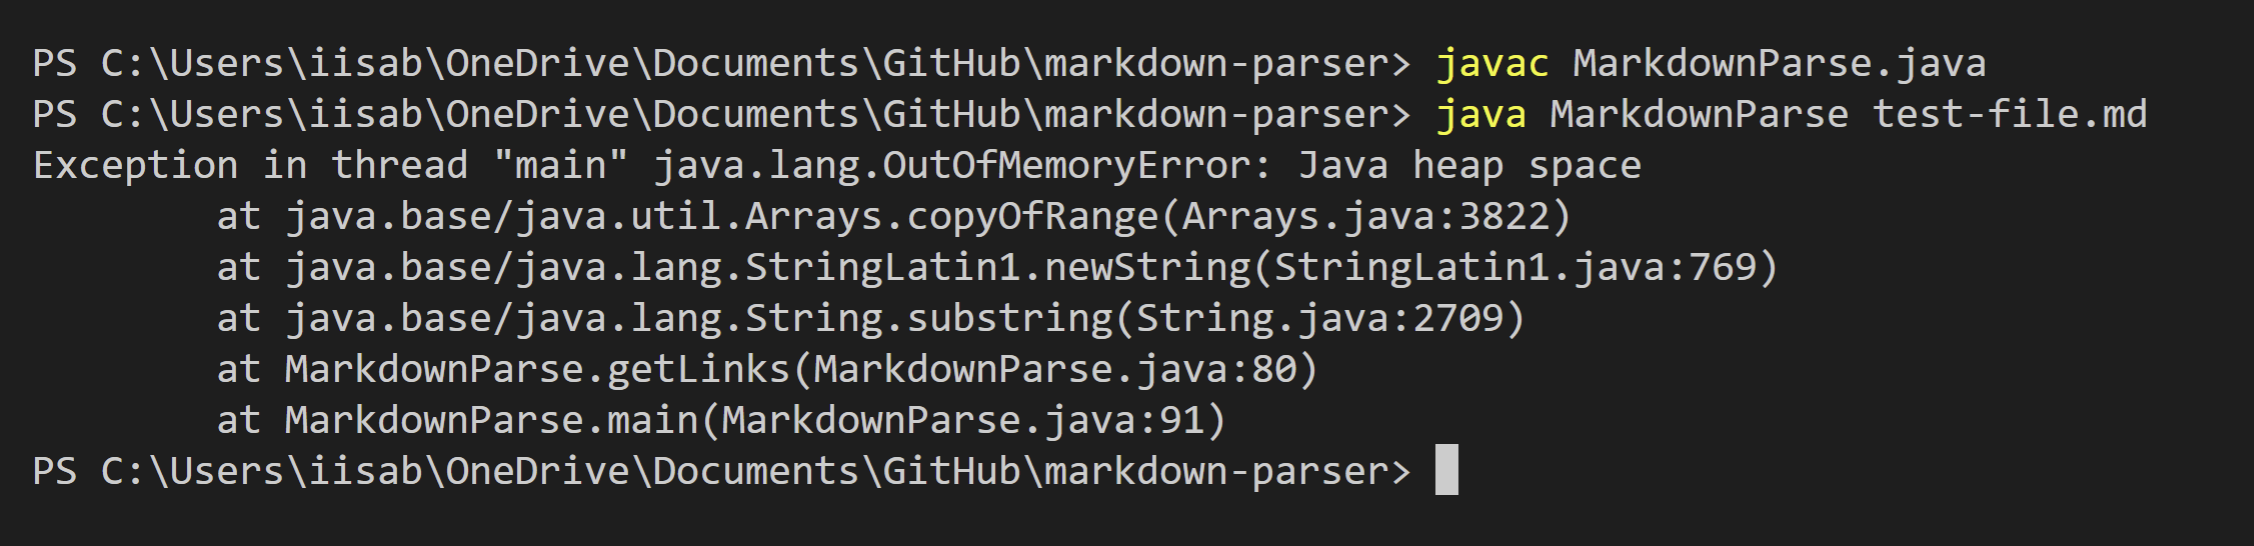 PS C:\Users\iisab\OneDrive\Documents\GitHub\markdown-parser> javac MarkdownParse.java
PS C:\Users\iisab\OneDrive\Documents\GitHub\markdown-parser> java MarkdownParse test-file.md
Exception in thread "main" java.lang.OutOfMemoryError: Java heap space
        at java.base/java.util.Arrays.copyOfRange(Arrays.java:3822)
        at java.base/java.lang.StringLatin1.newString(StringLatin1.java:769)
        at java.base/java.lang.String.substring(String.java:2709)
        at MarkdownParse.getLinks(MarkdownParse.java:80)
        at MarkdownParse.main(MarkdownParse.java:91)
PS C:\Users\iisab\OneDrive\Documents\GitHub\markdown-parser>